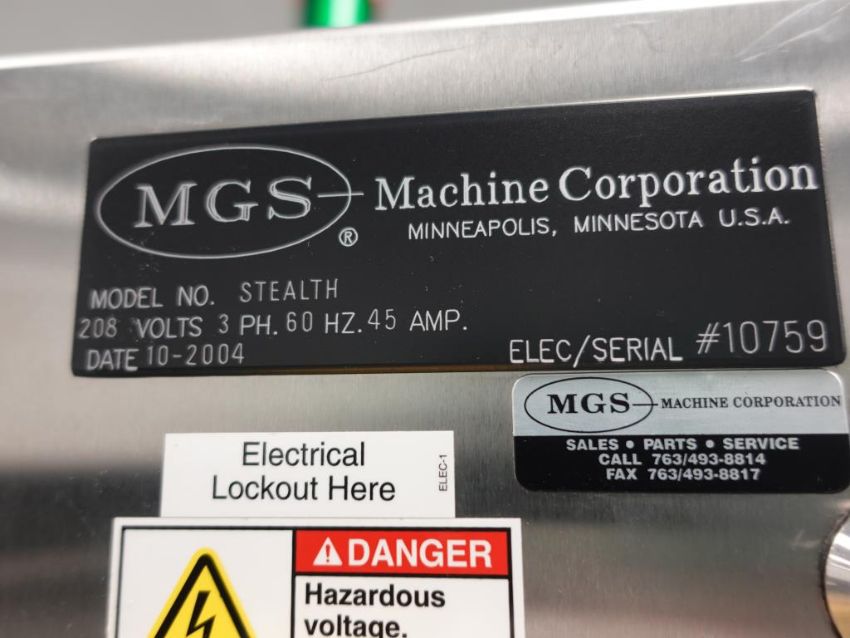 MGS Machine Corporation
®
MINNEAPOLIS, MINNESOTA U.S.A.
MODEL NO. STEALTH
208 VOLTS 3 PH. 60 HZ. 45 AMP.
DATE 10-2004
ELEC/SERIAL #10759
MGS MACHINE CORPORATION
SALES • PARTS • SERVICE
CALL 763/493-8814
FAX 763/493-8817
Electrical
Lockout Here
ELEC-1
DANGER
Hazardous
voltage.